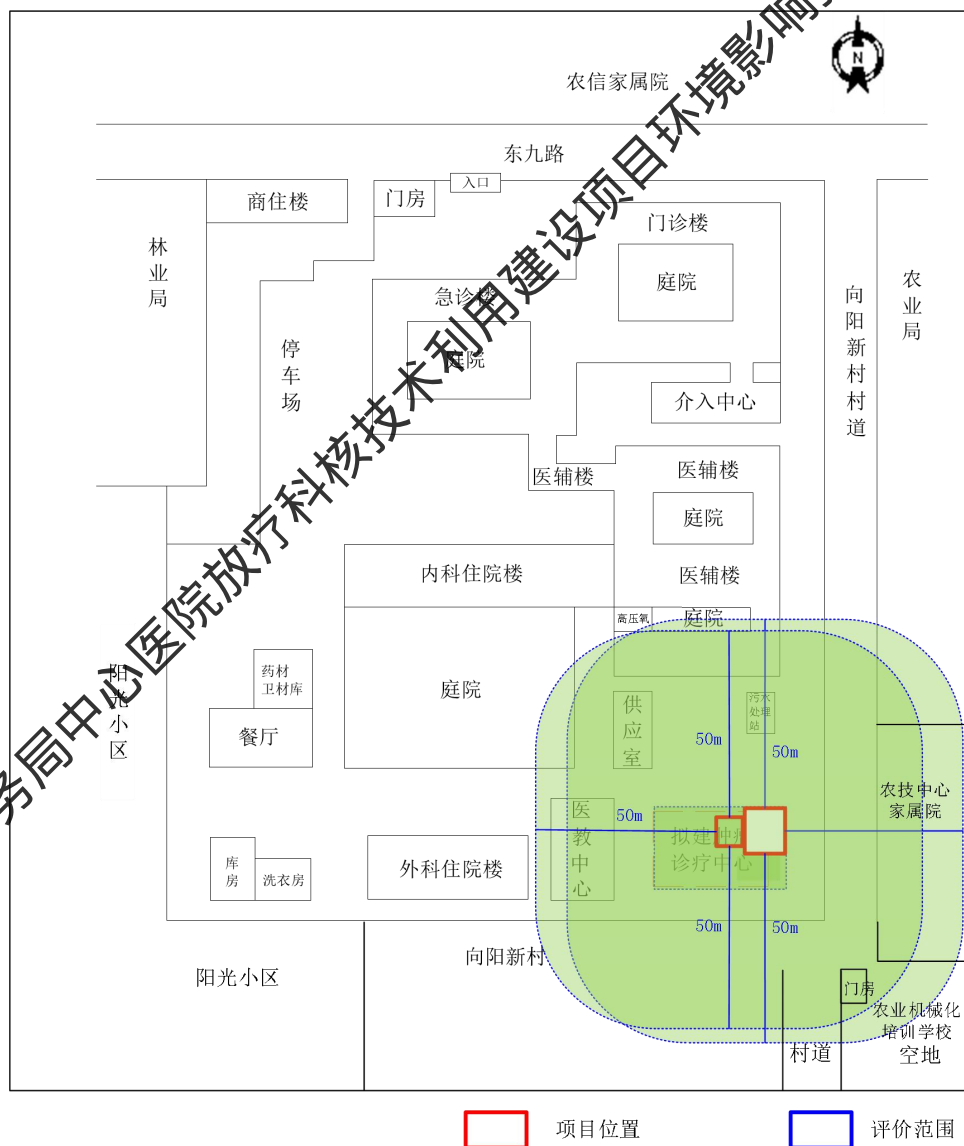 务局中心医院放疗科核技术利用建设项目环境影响
N
农信家属院
东九路
入口
商住楼
门房
门诊楼
林业局
庭院
农业局
急诊楼
向阳新村村道
停车场
庭院
介入中心
医辅楼
医辅楼
庭院
内科住院楼
医辅楼
高压氧
庭院
阳光小区
药材
卫材库
庭院
供应室
污水
处理
站
餐厅
50m
50m
农技中心
家属院
医教中心
50m
拟建肿瘤
诊疗中心
库房
洗衣房
外科住院楼
50m
50m
向阳新村
阳光小区
门房
农业机械化
培训学校
空地
村道
项目位置
评价范围